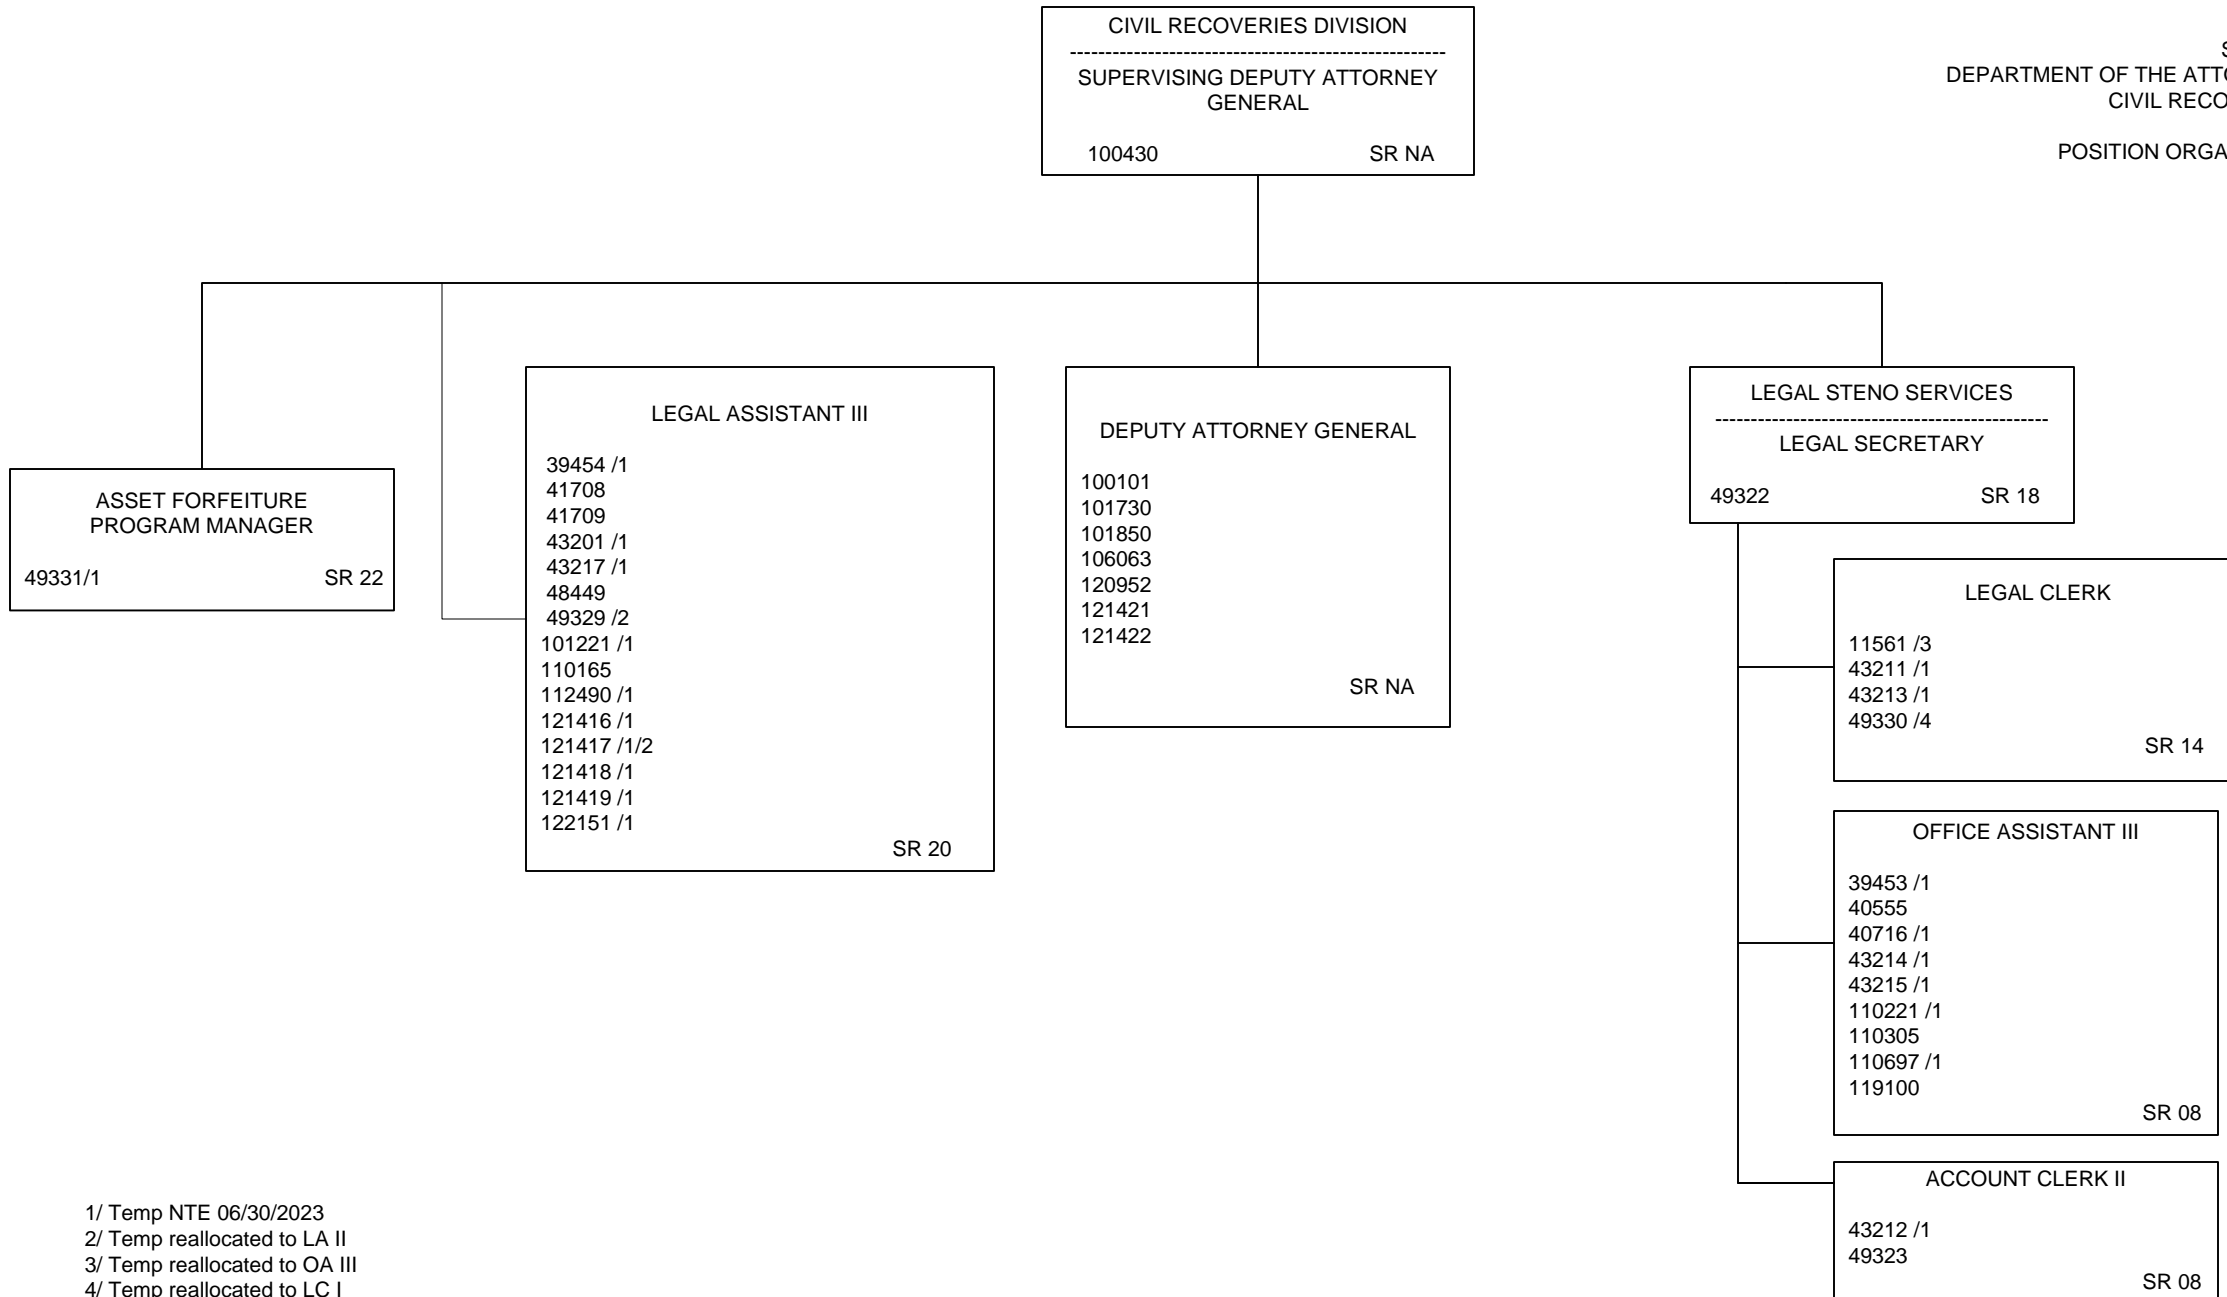 CIVIL RECOVERIES DIVISION
-----------------------------------------------------
SUPERVISING DEPUTY ATTORNEY
GENERAL
100430 SR NA
DEPARTMENT OF THE
CIVIL
POSITION
ASSET FORFEITURE
PROGRAM MANAGER
49331/1 SR 22
LEGAL ASSISTANT III
39454 /1
41708
41709
43201 /1
43217 /1
48449
49329 /2
101221 /1
110165
112490 /1
121416 /1
121417 /1/2
121418 /1
121419 /1
122151 /1
SR 20
DEPUTY ATTORNEY GENERAL
100101
101730
101850
106063
120952
121421
121422
SR NA
LEGAL STENO SERVICES
-----------------------------------------------
LEGAL SECRETARY
49322 SR 18
LEGAL CLERK
11561 /3
43211 /1
43213 /1
49330 /4
SR 14
OFFICE ASSISTANT III
39453 /1
40555
40716 /1
43214 /1
43215 /1
110221 /1
110305
110697 /1
119100
SR 08
ACCOUNT CLERK II
43212 /1
49323
SR 08
1/ Temp NTE 06/30/2023
2/ Temp reallocated to LA II
3/ Temp reallocated to OA III
4/ Temp reallocated to LC I